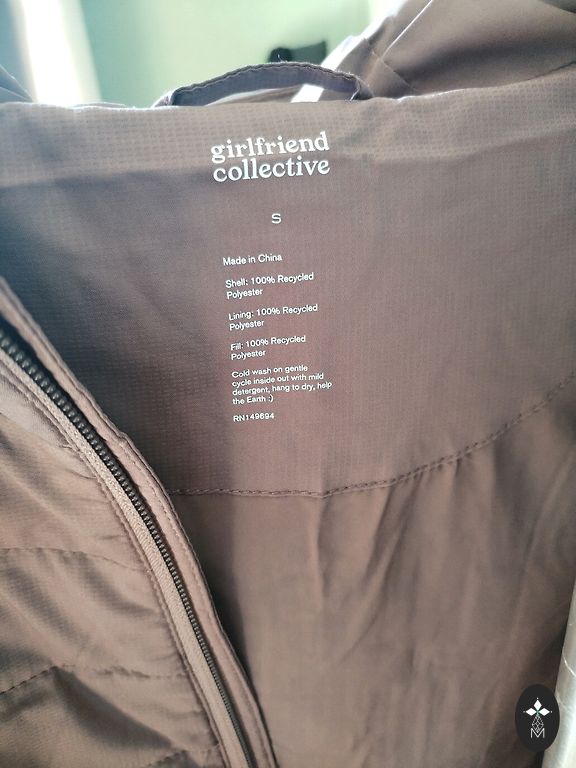 girlfriend
collective
S
Made in China
Shell: 100% Recycled
Polyester
Lining: 100% Recycled
Polyester
Fill: 100% Recycled
Polyester
Cold wash on gentle
cycle inside out with mild
detergent, hang to dry, help
the Earth :)
RN149694
M